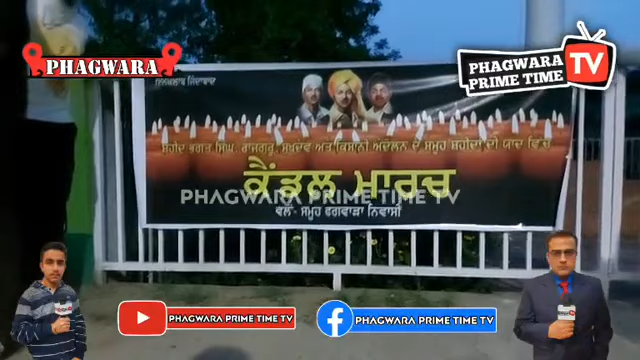 PHAGWARA
PHAGWARA
PRIME TIME TV
ਇਨਕਲਾਬ ਜਿੰਦਾਬਾਦ
ਸ਼ਹੀਦ ਭਗਤ ਸਿੰਘ, ਰਾਜਗੁਰੂ, ਸੁਖਦੇਵ ਅਤੇ ਕਿਸਾਨੀ ਅੰਦੋਲਨ ਦੇ ਸਮੂਹ ਸ਼ਹੀਦਾਂ ਦੀ ਯਾਦ ਵਿੱਚ
ਕੈਂਡਲ ਮਾਰਚ
PHAGWARA PRIME TIME TV
ਵਲੋਂ - ਸਮੂਹ ਫਗਵਾੜਾ ਨਿਵਾਸੀ
PHAGWARA PRIME TIME TV
PHAGWARA PRIME TIME TV